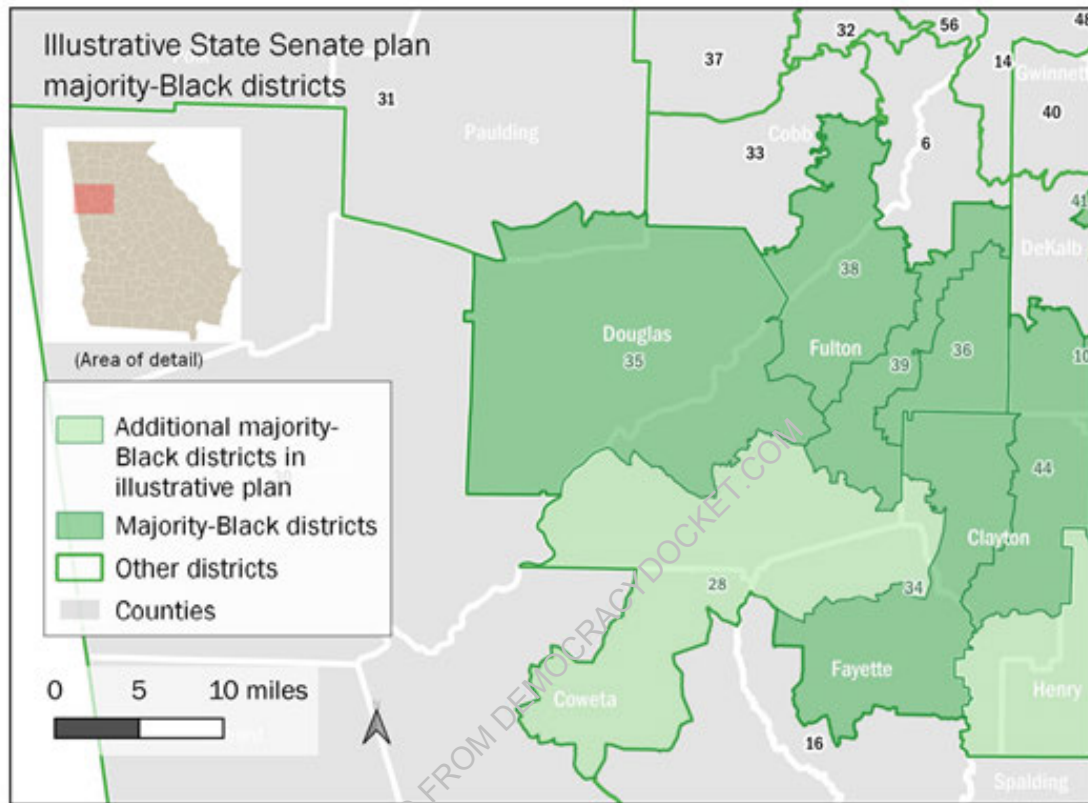 Illustrative State Senate plan
majority-Black districts
32
56
48
37
14
Gwinnett
31
Paulding
Cobb
33
6
40
41
DeKalb
(Area of detail)
38
Douglas
35
Fulton
39
36
10
Additional majority-
Black districts in
illustrative plan
Majority-Black districts
Other districts
Counties
44
Clayton
28
34
Fayette
Coweta
Henry
0 5 10 miles
16
Spalding
FROM DEMOCRACYDOCKET.COM